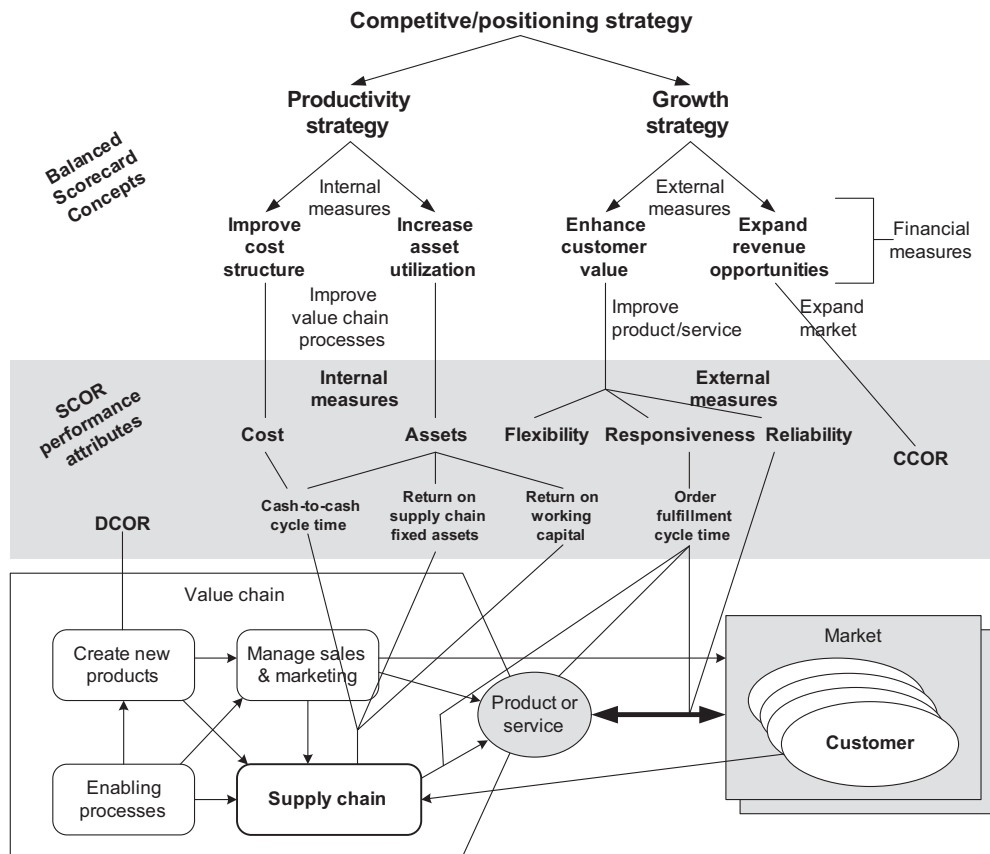 Competitve/positioning strategy
Productivity
strategy
Growth
strategy
Balanced
Scorecard
Concepts
Internal
measures
External
measures
Improve
cost
structure
Increase
asset
utilization
Enhance
customer
value
Expand
revenue
opportunities
Financial
measures
Improve
value chain
processes
Improve
product/service
Expand
market
SCOR
performance
attributes
Internal
measures
External
measures
Cost
Assets
Flexibility
Responsiveness
Reliability
CCOR
DCOR
Cash-to-cash
cycle time
Return on
supply chain
fixed assets
Return on
working
capital
Order
fulfillment
cycle time
Value chain
Create new
products
Manage sales
& marketing
Product or
service
Market
Customer
Enabling
processes
Supply chain